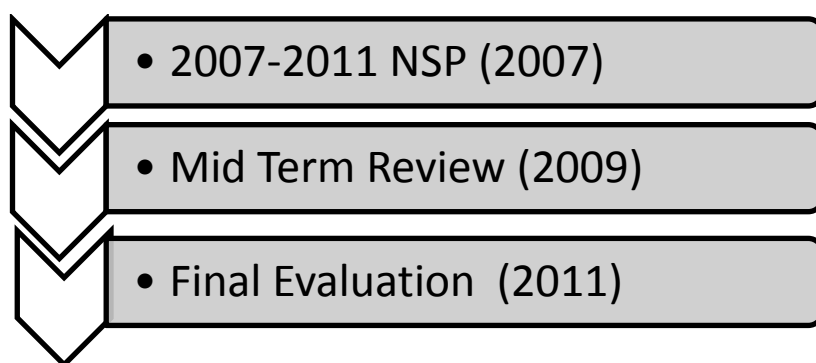 • 2007-2011 NSP (2007)
• Mid Term Review (2009)
• Final Evaluation (2011)